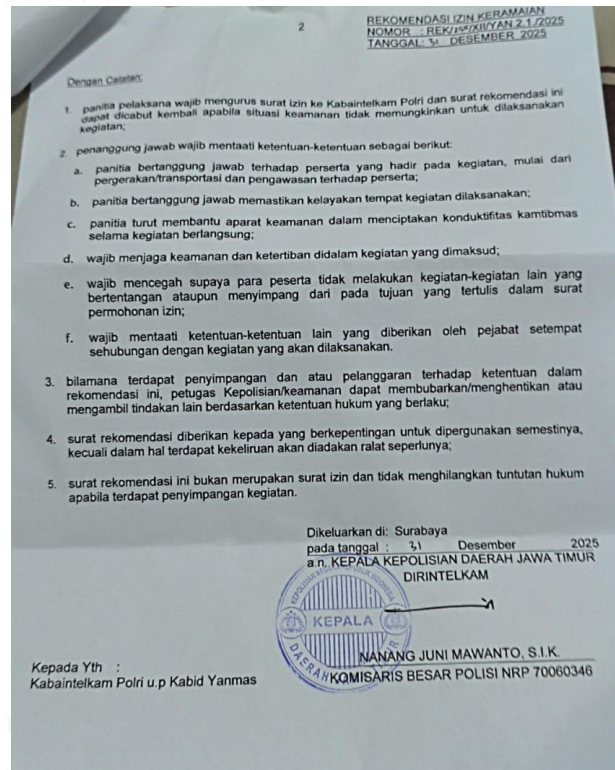 2
REKOMENDASI IZIN KERAMAIAN
NOMOR : REK/ /XII/YAN.2.1./2025
TANGGAL: 31 DESEMBER 2025
Dengan Catatan:
1. panitia pelaksana wajib mengurus surat izin ke Kabaintelkam Polri dan surat rekomendasi ini
dapat dicabut kembali apabila situasi keamanan tidak memungkinkan untuk dilaksanakan
kegiatan;
2. penanggung jawab wajib mentaati ketentuan-ketentuan sebagai berikut:
a. panitia bertanggung jawab terhadap perserta yang hadir pada kegiatan, mulai dari
pergerakan/transportasi dan pengawasan terhadap perserta;
b. panitia bertanggung jawab memastikan kelayakan tempat kegiatan dilaksanakan;
c. panitia turut membantu aparat keamanan dalam menciptakan konduktifitas kamtibmas
selama kegiatan berlangsung;
d. wajib menjaga keamanan dan ketertiban didalam kegiatan yang dimaksud;
e. wajib mencegah supaya para peserta tidak melakukan kegiatan-kegiatan lain yang
bertentangan ataupun menyimpang dari pada tujuan yang tertulis dalam surat
permohonan izin;
f. wajib mentaati ketentuan-ketentuan lain yang diberikan oleh pejabat setempat
sehubungan dengan kegiatan yang akan dilaksanakan.
3. bilamana terdapat penyimpangan dan atau pelanggaran terhadap ketentuan dalam
rekomendasi ini, petugas Kepolisian/keamanan dapat membubarkan/menghentikan atau
mengambil tindakan lain berdasarkan ketentuan hukum yang berlaku;
4. surat rekomendasi diberikan kepada yang berkepentingan untuk dipergunakan semestinya,
kecuali dalam hal terdapat kekeliruan akan diadakan ralat seperlunya;
5. surat rekomendasi ini bukan merupakan surat izin dan tidak menghilangkan tuntutan hukum
apabila terdapat penyimpangan kegiatan.
Dikeluarkan di: Surabaya
pada tanggal : 31 Desember 2025
a.n. KEPALA KEPOLISIAN DAERAH JAWA TIMUR
DIRINTELKAM
KEPALA
DAERAH
NANANG JUNI MAWANTO, S.I.K.
KOMISARIS BESAR POLISI NRP 70060346
Kepada Yth :
Kabaintelkam Polri u.p Kabid Yanmas